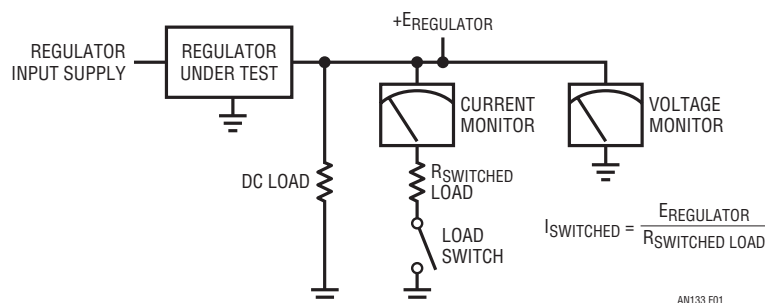 +EREGULATOR
REGULATOR
INPUT SUPPLY
REGULATOR
UNDER TEST
CURRENT
MONITOR
VOLTAGE
MONITOR
DC LOAD
RSWITCHED
LOAD
LOAD
SWITCH
ISWITCHED = EREGULATOR
RSWITCHED LOAD
AN133 F01